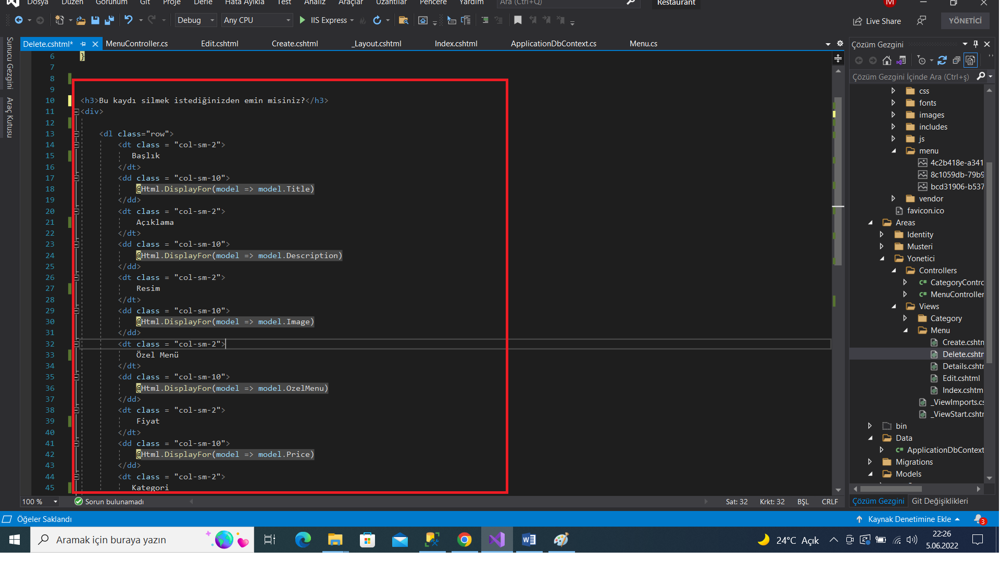 Dosya Düzen Görünüm Git Proje Derle Hata Ayıkla Test Analiz Araçlar Uzantılar Pencere Yardım Ara (Ctrl+Q) Restaurant M
Debug Any CPU IIS Express Live Share YÖNETİCİ
Delete.cshtml* MenuController.cs Edit.cshtml Create.cshtml _Layout.cshtml Index.cshtml ApplicationDbContext.cs Menu.cs
Sunucu Gezgini
Araç Kutusu
6 }
7
8
9
10 <h3>Bu kaydı silmek istediğinizden emin misiniz?</h3>
11 <div>
12
13 <dl class="row">
14 <dt class = "col-sm-2">
15 Başlık
16 </dt>
17 <dd class = "col-sm-10">
18 @Html.DisplayFor(model => model.Title)
19 </dd>
20 <dt class = "col-sm-2">
21 Açıklama
22 </dt>
23 <dd class = "col-sm-10">
24 @Html.DisplayFor(model => model.Description)
25 </dd>
26 <dt class = "col-sm-2">
27 Resim
28 </dt>
29 <dd class = "col-sm-10">
30 @Html.DisplayFor(model => model.Image)
31 </dd>
32 <dt class = "col-sm-2">
33 Özel Menü
34 </dt>
35 <dd class = "col-sm-10">
36 @Html.DisplayFor(model => model.OzelMenu)
37 </dd>
38 <dt class = "col-sm-2">
39 Fiyat
40 </dt>
41 <dd class = "col-sm-10">
42 @Html.DisplayFor(model => model.Price)
43 </dd>
44 <dt class = "col-sm-2">
45 Kategori
100 % Sorun bulunamadı Sat: 32 Krkt: 32 BŞL CRLF
Çözüm Gezgini
Çözüm Gezgini İçinde Ara (Ctrl+ş)
css
fonts
images
includes
js
menu
4c2b418e-a341
8c1059db-79b9
bcd31906-b537
vendor
favicon.ico
Areas
Identity
Musteri
Yonetici
Controllers
C# CategoryContro
C# MenuController
Views
Category
Menu
Create.cshtm
Delete.cshtm
Details.cshtm
Edit.cshtml
Index.cshtm
_ViewImports.cs
_ViewStart.cshtm
bin
Data
C# ApplicationDbContext
Migrations
Models
Çözüm Gezgini Git Değişiklikleri
Öğeler Saklandı Kaynak Denetimine Ekle 3
Aramak için buraya yazın 24°C Açık 22:26
5.06.2022